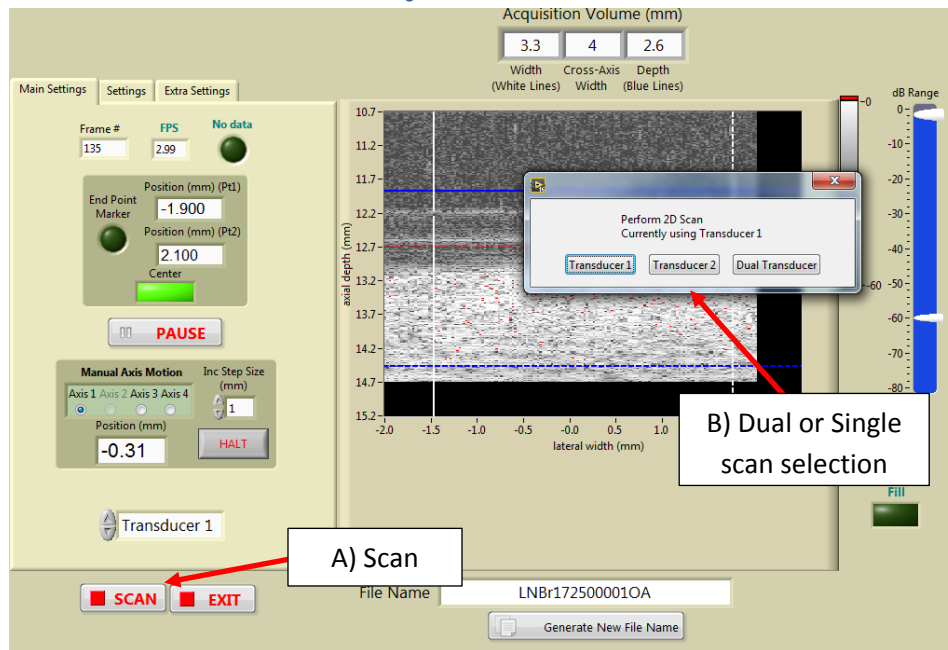 Acquisition Volume (mm)
3.3 4 2.6
Width Cross-Axis Depth
(White Lines) Width (Blue Lines)
Main Settings Settings Extra Settings
Frame # FPS No data
135 2.99
End Point
Marker
Position (mm) (Pt1)
-1.900
Position (mm) (Pt2)
2.100
Center
PAUSE
Manual Axis Motion
Axis 1 Axis 2 Axis 3 Axis 4
Position (mm)
-0.31
Inc Step Size
(mm)
1
HALT
Transducer 1
SCAN EXIT
A) Scan
axial depth (mm)
10.7-
11.2-
11.7-
12.2-
12.7-
13.2-
13.7-
14.2-
14.7-
15.2-
-2.0 -1.5 -1.0 -0.5 -0.0 0.5 1.0
lateral width (mm)
Perform 2D Scan
Currently using Transducer 1
Transducer 1 Transducer 2 Dual Transducer
B) Dual or Single
scan selection
-0
-60
dB Range
0-
-10-
-20-
-30-
-40-
-50-
-60-
-70-
-80-
Fill
File Name LNBr172500001OA
Generate New File Name